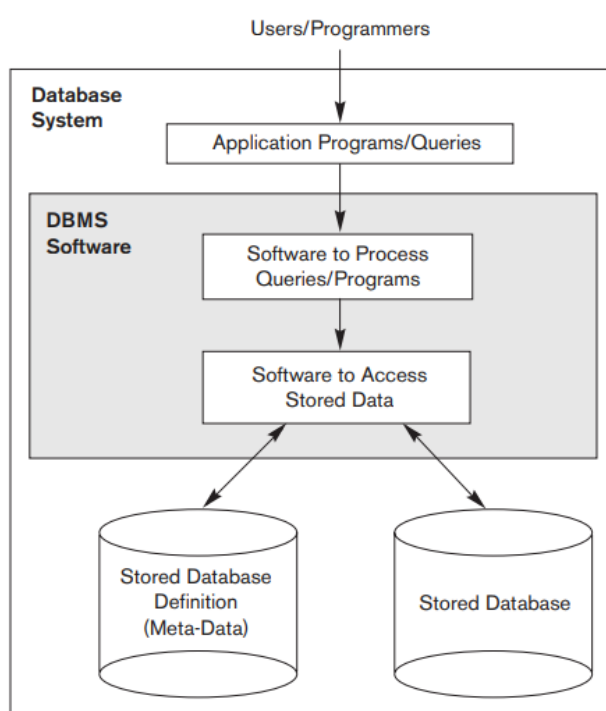 Users/Programmers
Database
System
Application Programs/Queries
DBMS
Software
Software to Process
Queries/Programs
Software to Access
Stored Data
Stored Database
Definition
(Meta-Data)
Stored Database